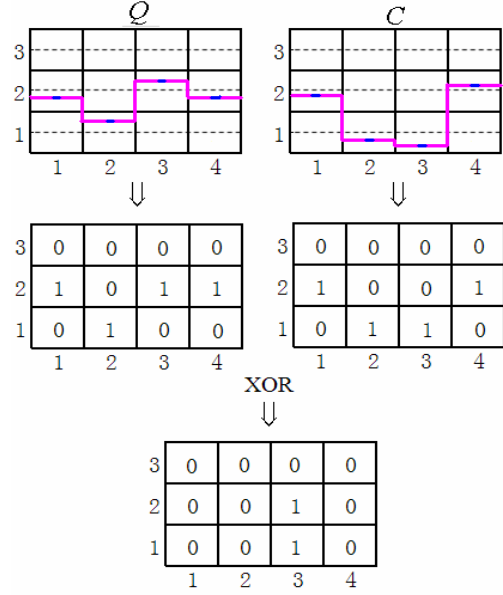 Q C
3 3
2 2
1 1
1 2 3 4 1 2 3 4
⇓ ⇓
3 0 0 0 0 3 0 0 0 0
2 1 0 1 1 2 1 0 0 1
1 0 1 0 0 1 0 1 1 0
1 2 3 4 1 2 3 4
XOR
⇓
3 0 0 0 0
2 0 0 1 0
1 0 0 1 0
1 2 3 4